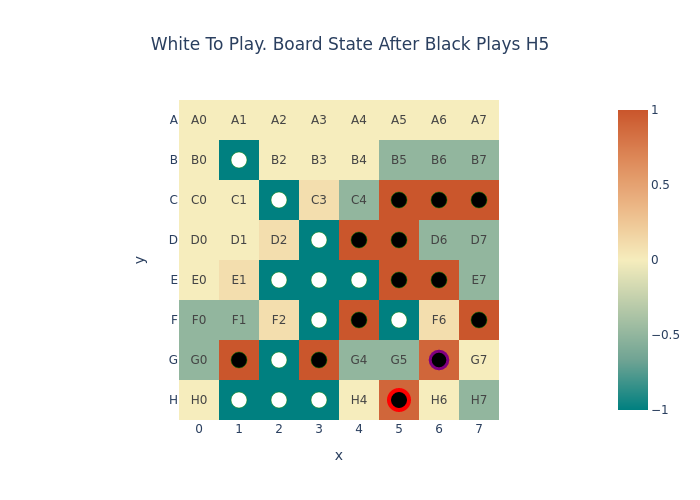 White To Play. Board State After Black Plays H5
A A0 A1 A2 A3 A4 A5 A6 A7 1
B B0 B2 B3 B4 B5 B6 B7
0.5
C C0 C1 C3 C4
D D0 D1 D2 D6 D7
y 0
E E0 E1 E7
F F0 F1 F2 F6
−0.5
G G0 G4 G5 G7
H H0 H4 H6 H7 −1
0 1 2 3 4 5 6 7
x